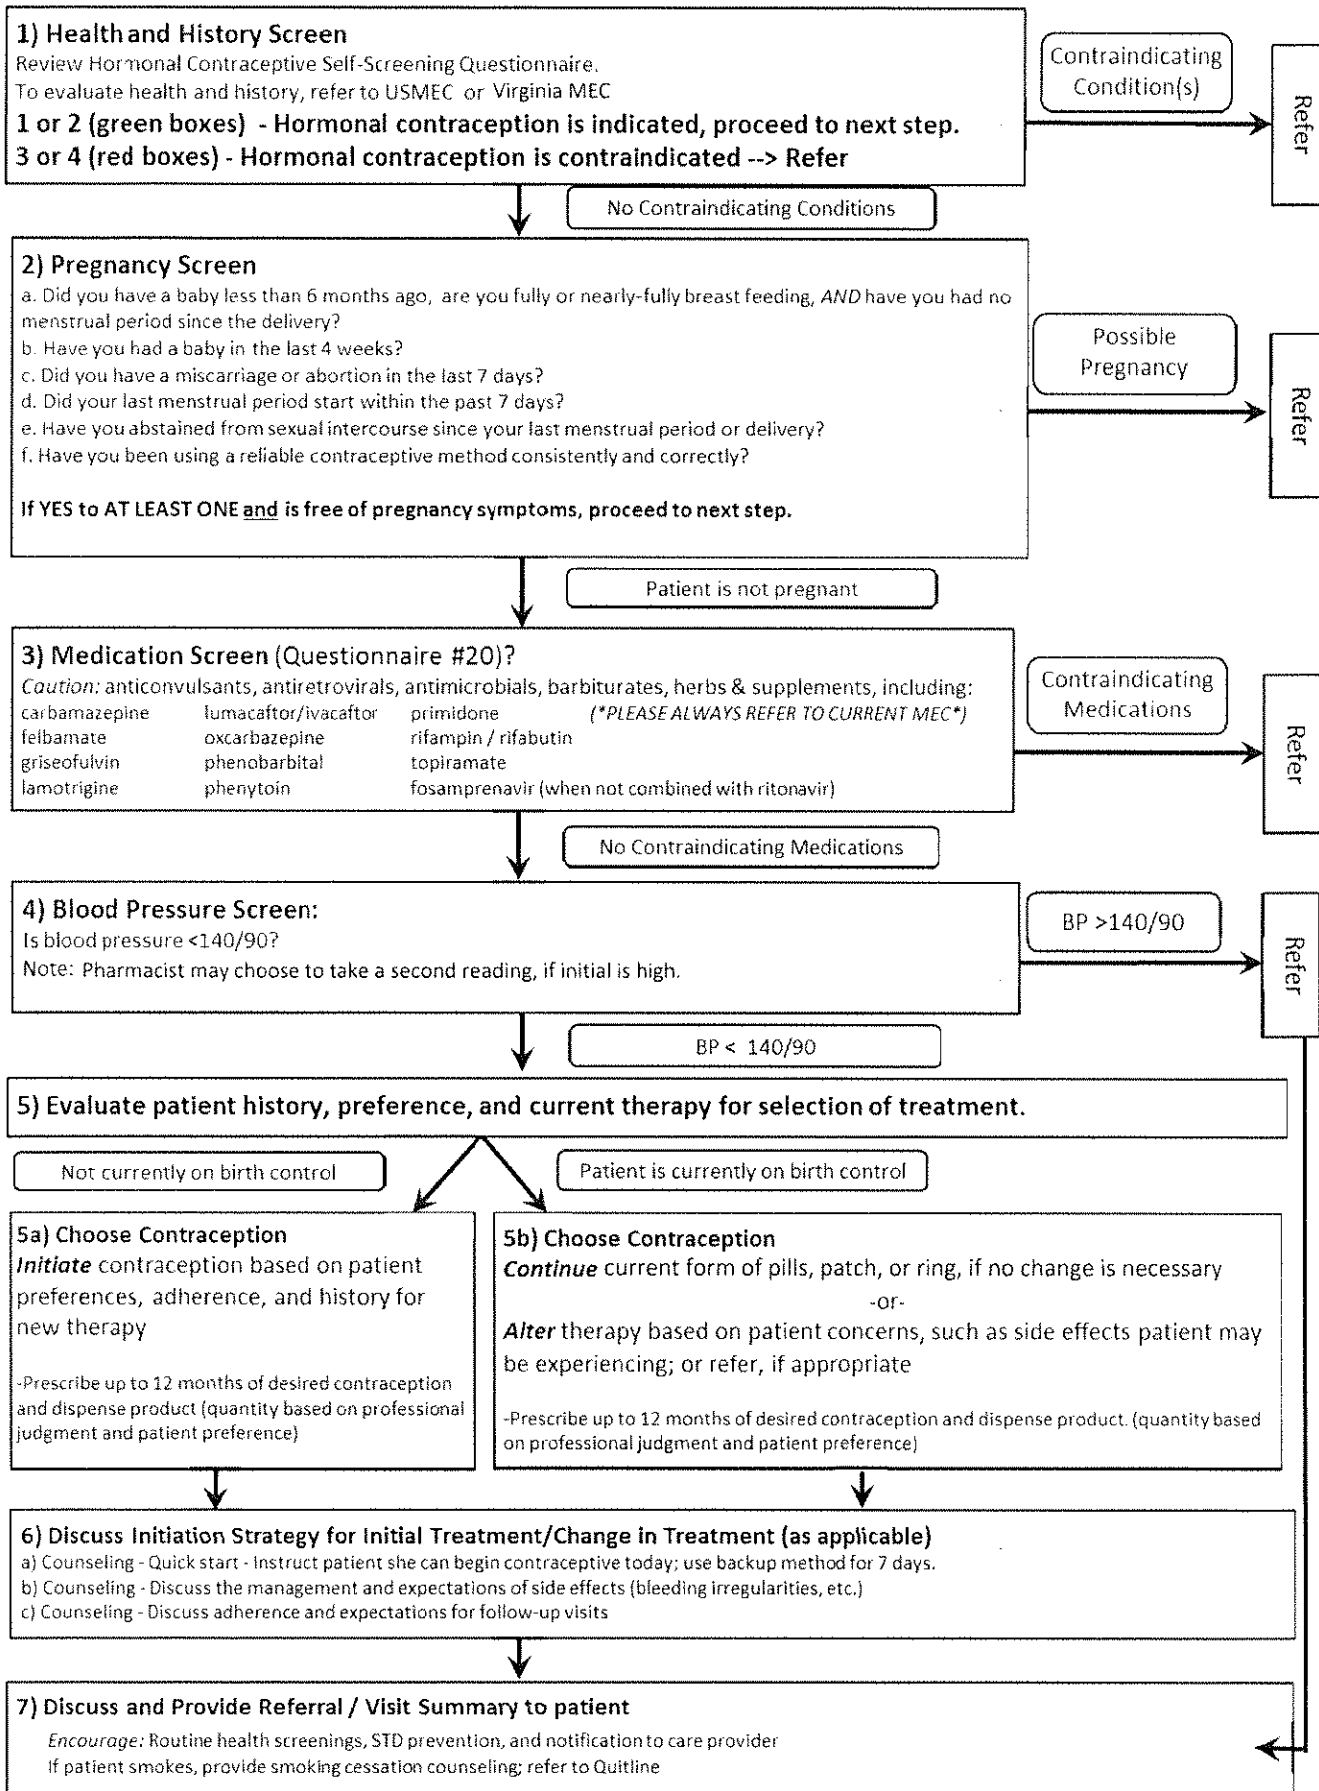 1) Health and History Screen
Review Hormonal Contraceptive Self-Screening Questionnaire.
To evaluate health and history, refer to USMEC or Virginia MEC
1 or 2 (green boxes) - Hormonal contraception is indicated, proceed to next step.
3 or 4 (red boxes) - Hormonal contraception is contraindicated --> Refer
Contraindicating
Condition(s)
Refer
No Contraindicating Conditions
2) Pregnancy Screen
a. Did you have a baby less than 6 months ago, are you fully or nearly-fully breast feeding, AND have you had no
menstrual period since the delivery?
b. Have you had a baby in the last 4 weeks?
c. Did you have a miscarriage or abortion in the last 7 days?
d. Did your last menstrual period start within the past 7 days?
e. Have you abstained from sexual intercourse since your last menstrual period or delivery?
f. Have you been using a reliable contraceptive method consistently and correctly?
If YES to AT LEAST ONE and is free of pregnancy symptoms, proceed to next step.
Possible
Pregnancy
Refer
Patient is not pregnant
3) Medication Screen (Questionnaire #20)?
Caution: anticonvulsants, antiretrovirals, antimicrobials, barbiturates, herbs & supplements, including:
carbamazepine lumacaftor/ivacaftor primidone (*PLEASE ALWAYS REFER TO CURRENT MEC*)
felbamate oxcarbazepine rifampin / rifabutin
griseofulvin phenobarbital topiramate
lamotrigine phenytoin fosamprenavir (when not combined with ritonavir)
Contraindicating
Medications
Refer
No Contraindicating Medications
4) Blood Pressure Screen:
Is blood pressure <140/90?
Note: Pharmacist may choose to take a second reading, if initial is high.
BP >140/90
Refer
BP < 140/90
5) Evaluate patient history, preference, and current therapy for selection of treatment.
Not currently on birth control
Patient is currently on birth control
5a) Choose Contraception
Initiate contraception based on patient
preferences, adherence, and history for
new therapy
-Prescribe up to 12 months of desired contraception
and dispense product (quantity based on professional
judgment and patient preference)
5b) Choose Contraception
Continue current form of pills, patch, or ring, if no change is necessary
-or-
Alter therapy based on patient concerns, such as side effects patient may
be experiencing; or refer, if appropriate
-Prescribe up to 12 months of desired contraception and dispense product. (quantity based
on professional judgment and patient preference)
6) Discuss Initiation Strategy for Initial Treatment/Change in Treatment (as applicable)
a) Counseling - Quick start - Instruct patient she can begin contraceptive today; use backup method for 7 days.
b) Counseling - Discuss the management and expectations of side effects (bleeding irregularities, etc.)
c) Counseling - Discuss adherence and expectations for follow-up visits
7) Discuss and Provide Referral / Visit Summary to patient
Encourage: Routine health screenings, STD prevention, and notification to care provider
If patient smokes, provide smoking cessation counseling; refer to Quitline